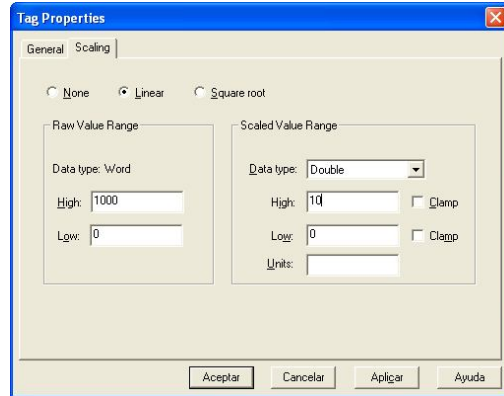 Tag Properties
General Scaling
None Linear Square root
Raw Value Range
Data type: Word
High: 1000
Low: 0
Scaled Value Range
Data type: Double
High: 10 Clamp
Low: 0 Clamp
Units:
Aceptar Cancelar Aplicar Ayuda